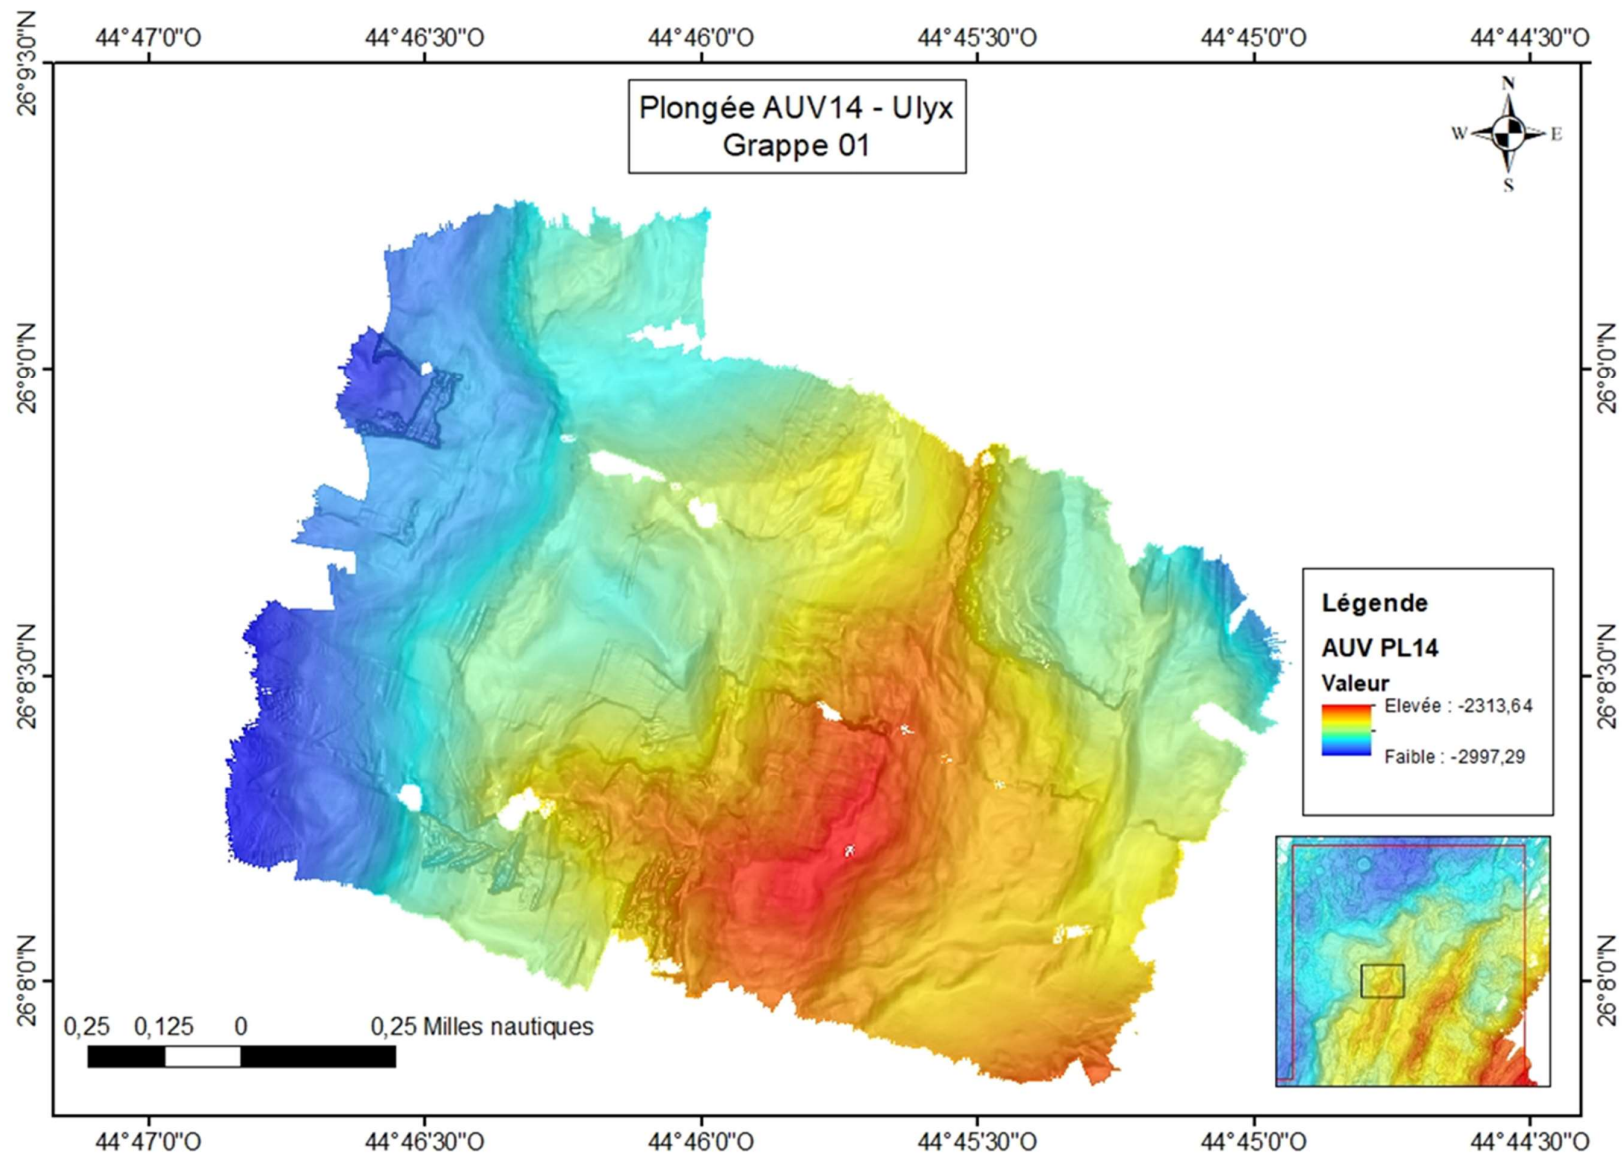 44°47'0"O 44°46'30"O 44°46'0"O 44°45'30"O 44°45'0"O 44°44'30"O
26°9'30"N
Plongée AUV14 - Ulyx
Grappe 01
N
W E
S
26°9'0"N 26°9'0"N
26°8'30"N 26°8'30"N
Légende
AUV PL14
Valeur
Elevée : -2313,64
Faible : -2997,29
26°8'0"N 26°8'0"N
0,25 0,125 0 0,25 Milles nautiques
44°47'0"O 44°46'30"O 44°46'0"O 44°45'30"O 44°45'0"O 44°44'30"O